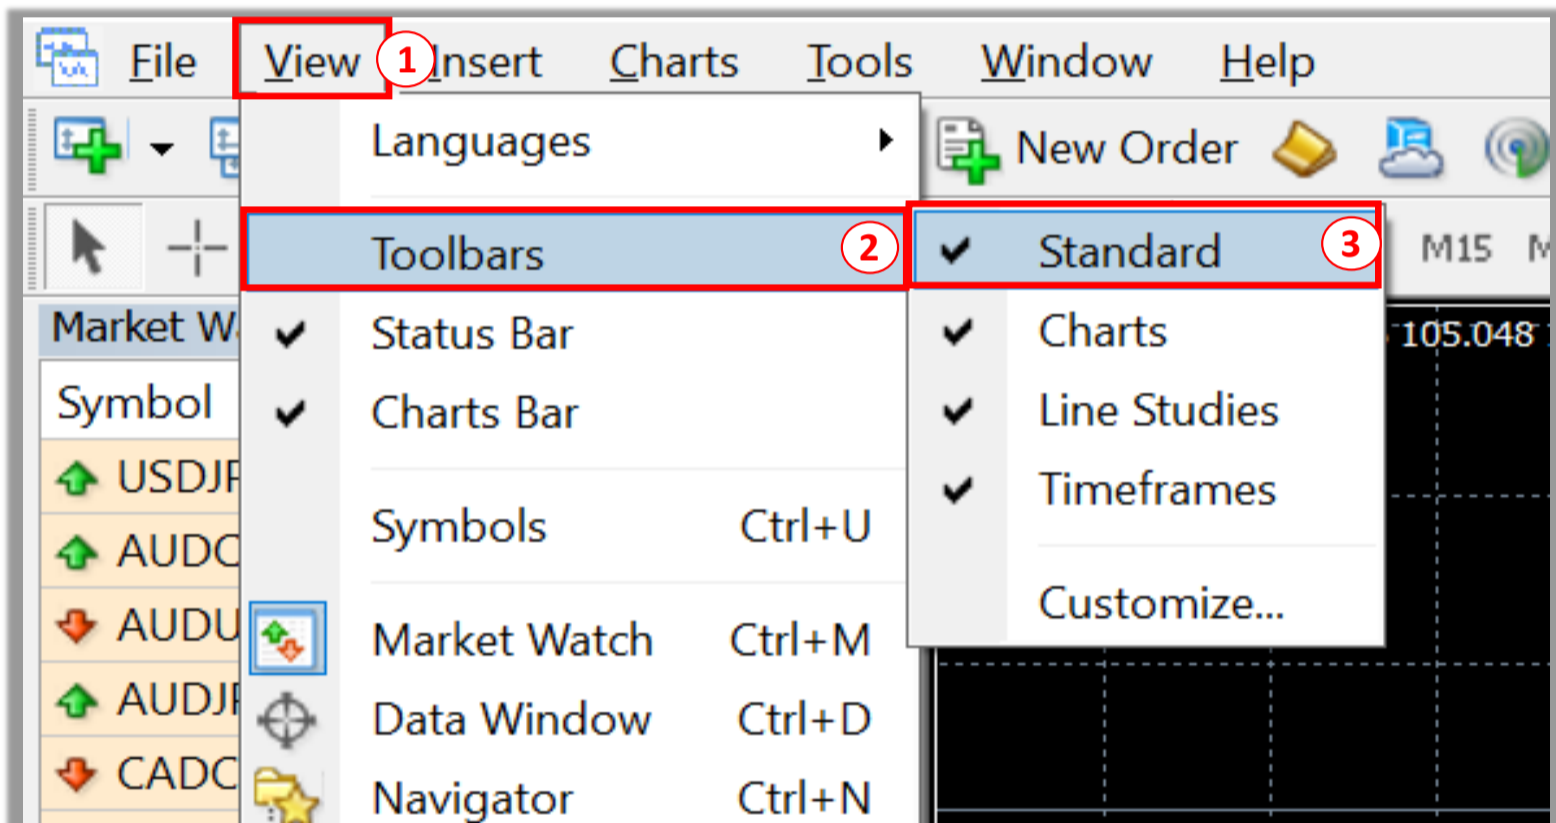 File View 1 Insert Charts Tools Window Help
Languages
New Order
Toolbars 2
Standard 3
M15
Market W
Status Bar
Charts
105.048
Symbol
Charts Bar
Line Studies
USDJP
Timeframes
Symbols Ctrl+U
AUDC
Customize...
AUDU
Market Watch Ctrl+M
AUDJP
Data Window Ctrl+D
CADC
Navigator Ctrl+N